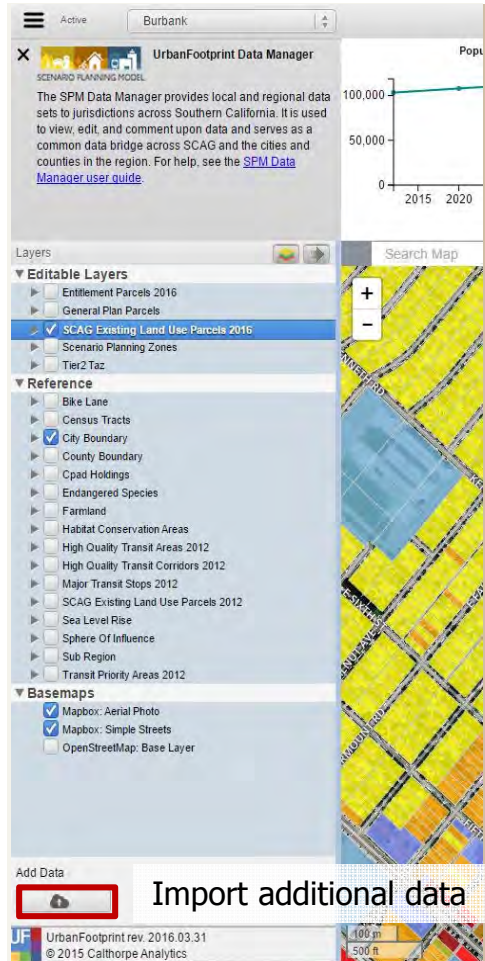 Active
Burbank
X
UrbanFootprint Data Manager
SCENARIO PLANNING MODEL
The SPM Data Manager provides local and regional data
sets to jurisdictions across Southern California. It is used
to view, edit, and comment upon data and serves as a
common data bridge across SCAG and the cities and
counties in the region. For help, see the SPM Data
Manager user guide.
Popu
100,000
50,000
0
2015 2020
Layers
Search Map
Editable Layers
Entitlement Parcels 2016
General Plan Parcels
SCAG Existing Land Use Parcels 2016
Scenario Planning Zones
Tier2 Taz
Reference
Bike Lane
Census Tracts
City Boundary
County Boundary
Cpad Holdings
Endangered Species
Farmland
Habitat Conservation Areas
High Quality Transit Areas 2012
High Quality Transit Corridors 2012
Major Transit Stops 2012
SCAG Existing Land Use Parcels 2012
Sea Level Rise
Sphere Of Influence
Sub Region
Transit Priority Areas 2012
Basemaps
Mapbox: Aerial Photo
Mapbox: Simple Streets
OpenStreetMap: Base Layer
+
−
Add Data
Import additional data
UF
UrbanFootprint rev. 2016.03.31
© 2015 Calthorpe Analytics
100 m
500 ft